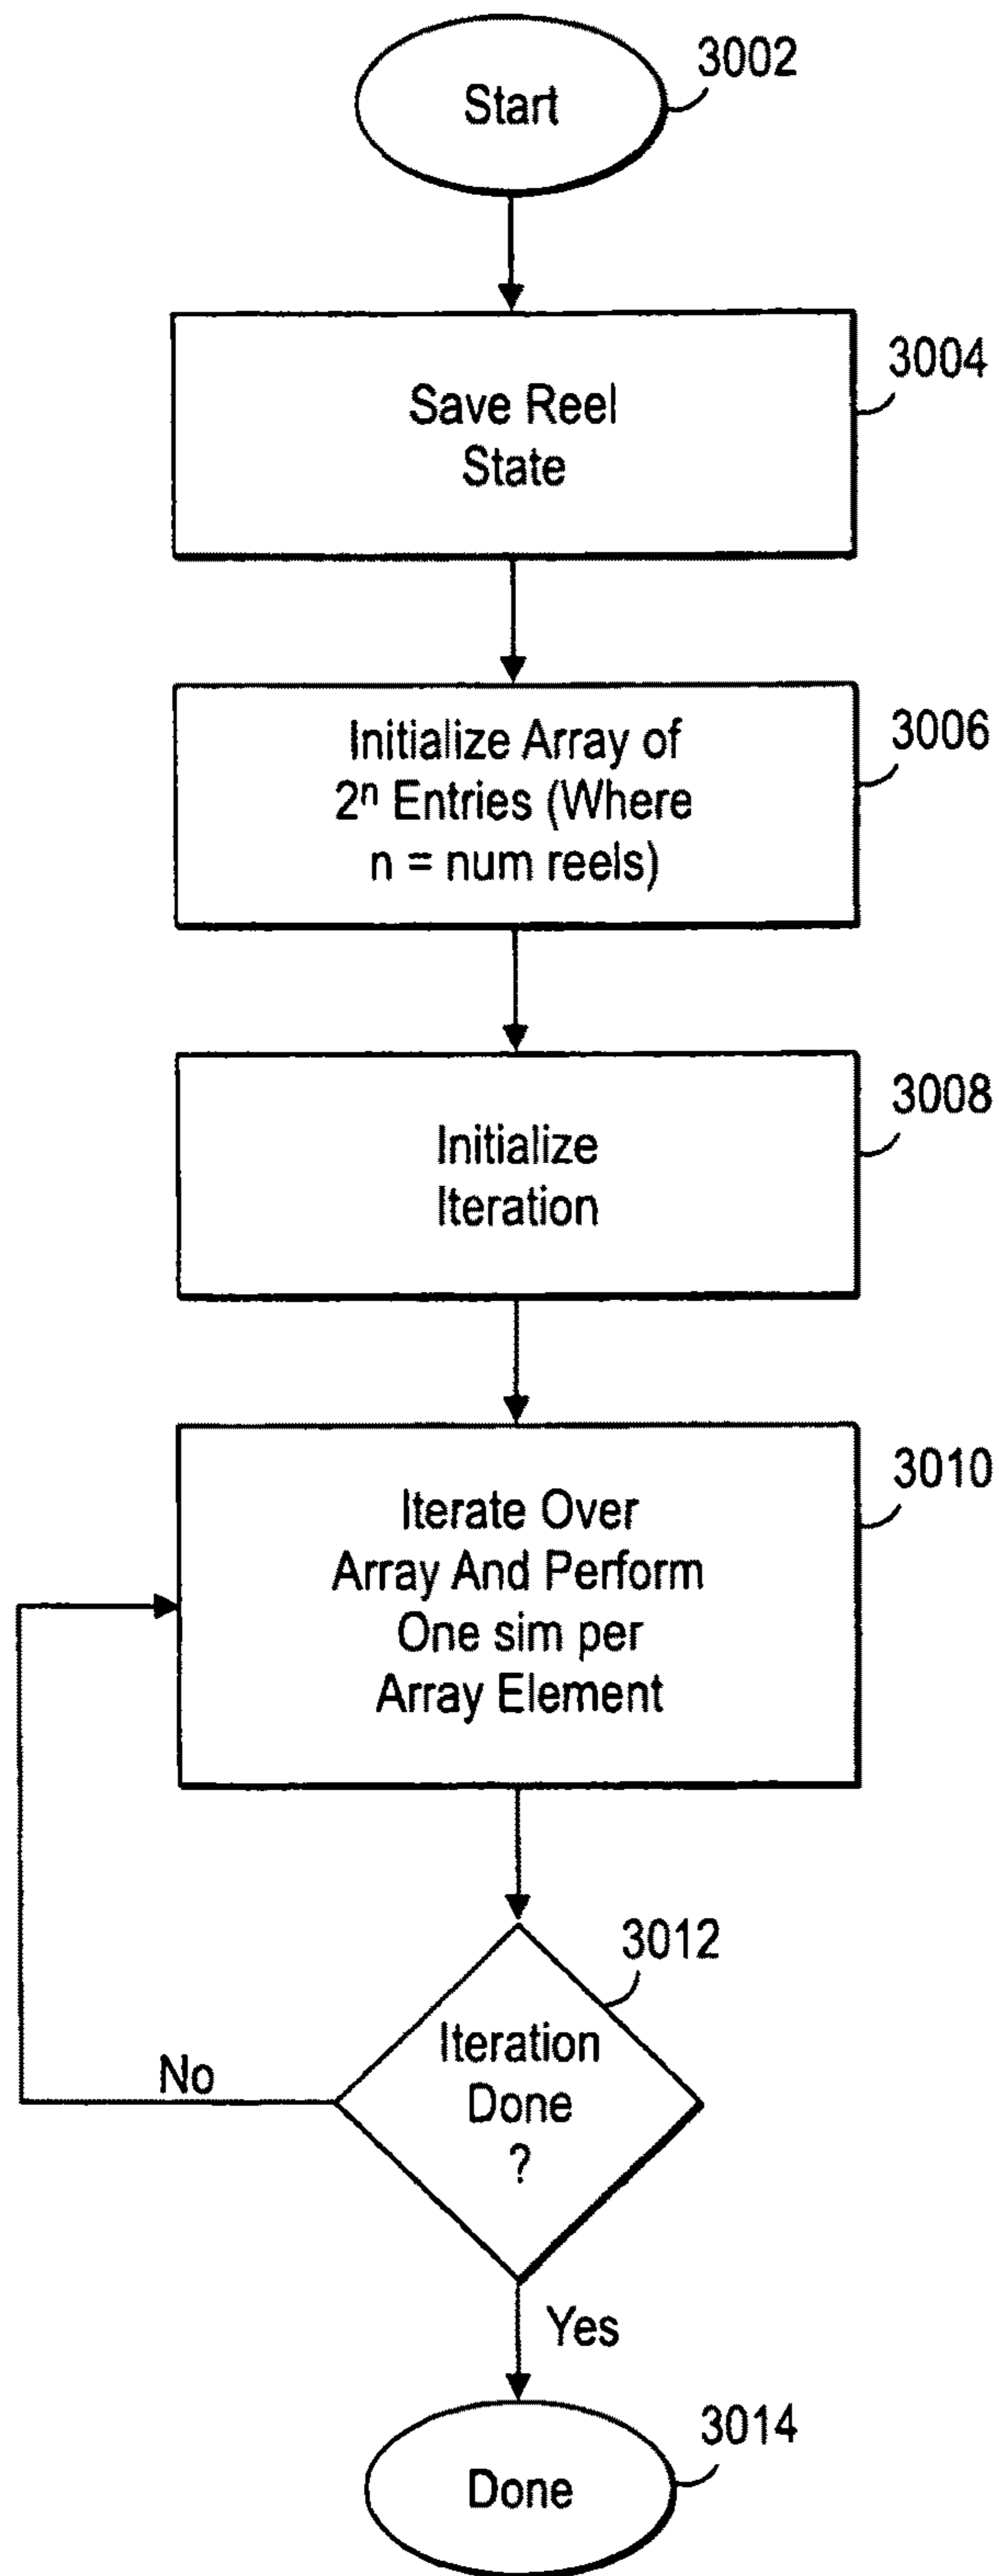 Start
3002
Save Reel
State
3004
Initialize Array of
2ⁿ Entries (Where
n = num reels)
3006
Initialize
Iteration
3008
Iterate Over
Array And Perform
One sim per
Array Element
3010
Iteration
Done
?
3012
No
Yes
Done
3014